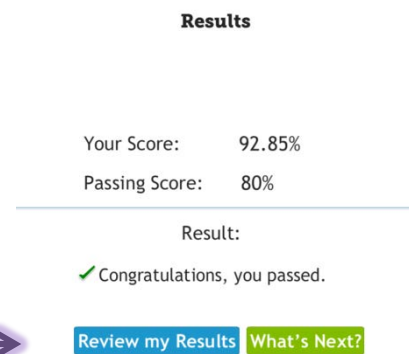 Results
Your Score: 92.85%
Passing Score: 80%
Result:
Congratulations, you passed.
Review my Results What's Next?